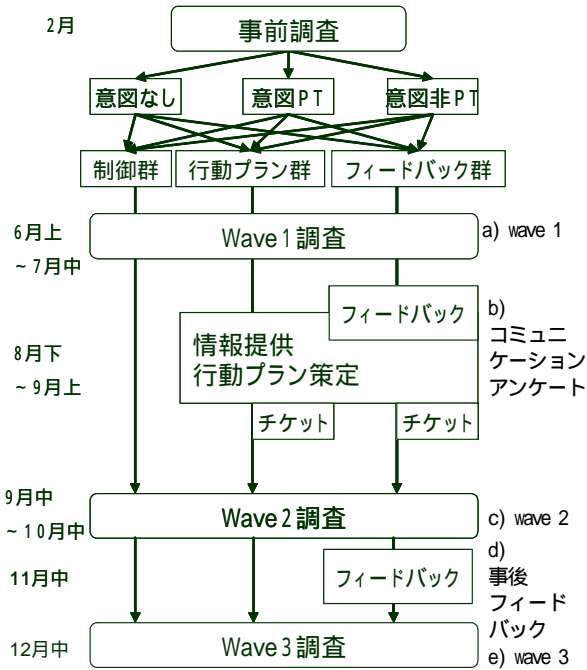 2月
事前調査
意図なし
意図PT
意図非PT
制御群
行動プラン群
フィードバック群
6月上
~7月中
Wave1調査
a) wave 1
フィードバック
b)
コミュニ
ケーション
アンケート
8月下
~9月上
情報提供
行動プラン策定
チケット
チケット
9月中
~10月中
Wave2調査
c) wave 2
d)
事後
フィード
バック
11月中
フィードバック
12月中
Wave3調査
e) wave 3